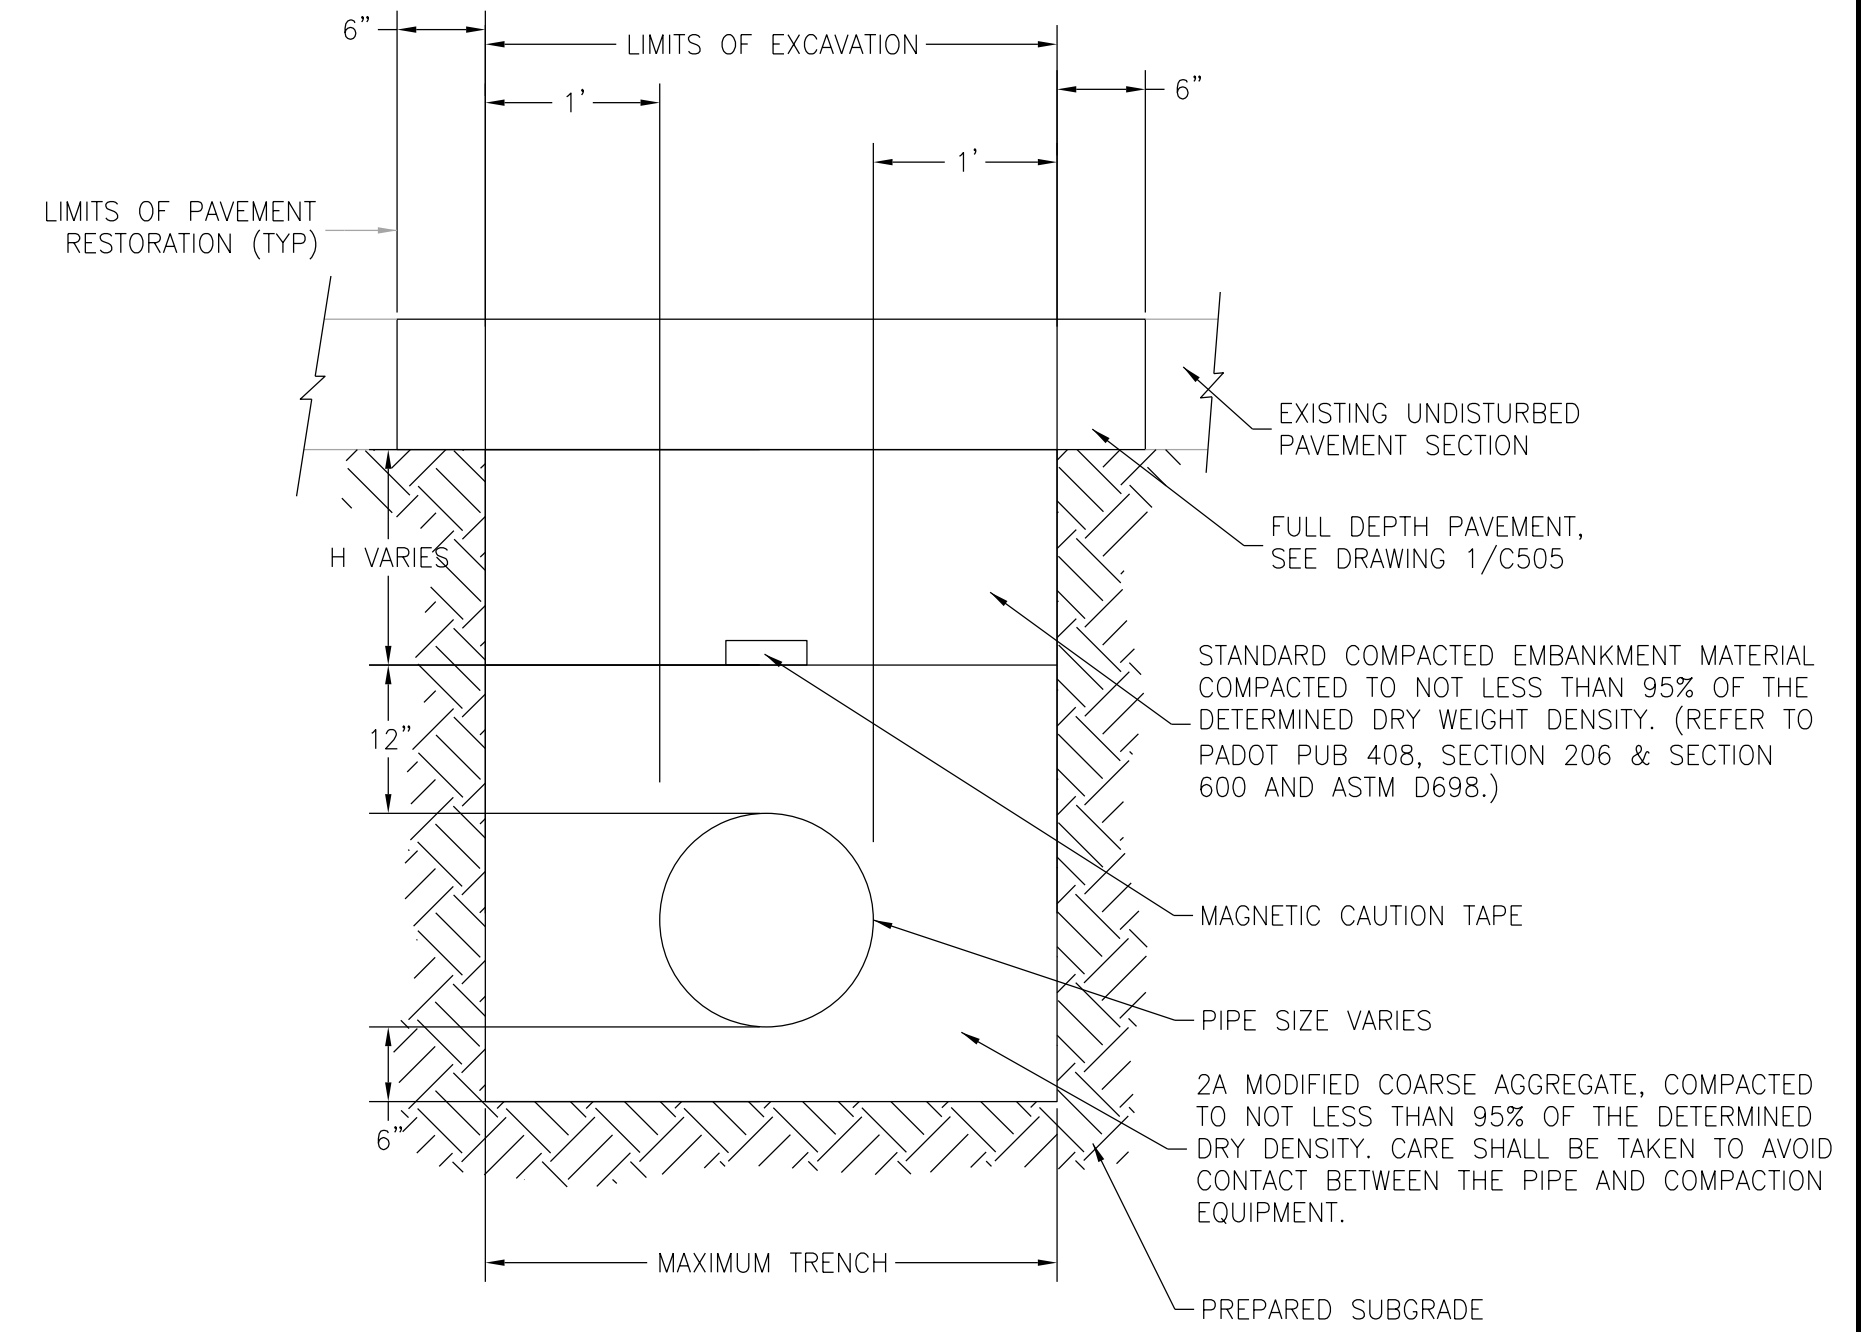 6”
LIMITS OF EXCAVATION
6”
1’
1’
LIMITS OF PAVEMENT
RESTORATION (TYP)
EXISTING UNDISTURBED
PAVEMENT SECTION
FULL DEPTH PAVEMENT,
SEE DRAWING 1/C505
H VARIES
STANDARD COMPACTED EMBANKMENT MATERIAL
COMPACTED TO NOT LESS THAN 95% OF THE
DETERMINED DRY WEIGHT DENSITY. (REFER TO
PADOT PUB 408, SECTION 206 & SECTION
600 AND ASTM D698.)
12”
MAGNETIC CAUTION TAPE
PIPE SIZE VARIES
2A MODIFIED COARSE AGGREGATE, COMPACTED
TO NOT LESS THAN 95% OF THE DETERMINED
DRY DENSITY. CARE SHALL BE TAKEN TO AVOID
CONTACT BETWEEN THE PIPE AND COMPACTION
EQUIPMENT.
6”
MAXIMUM TRENCH
PREPARED SUBGRADE